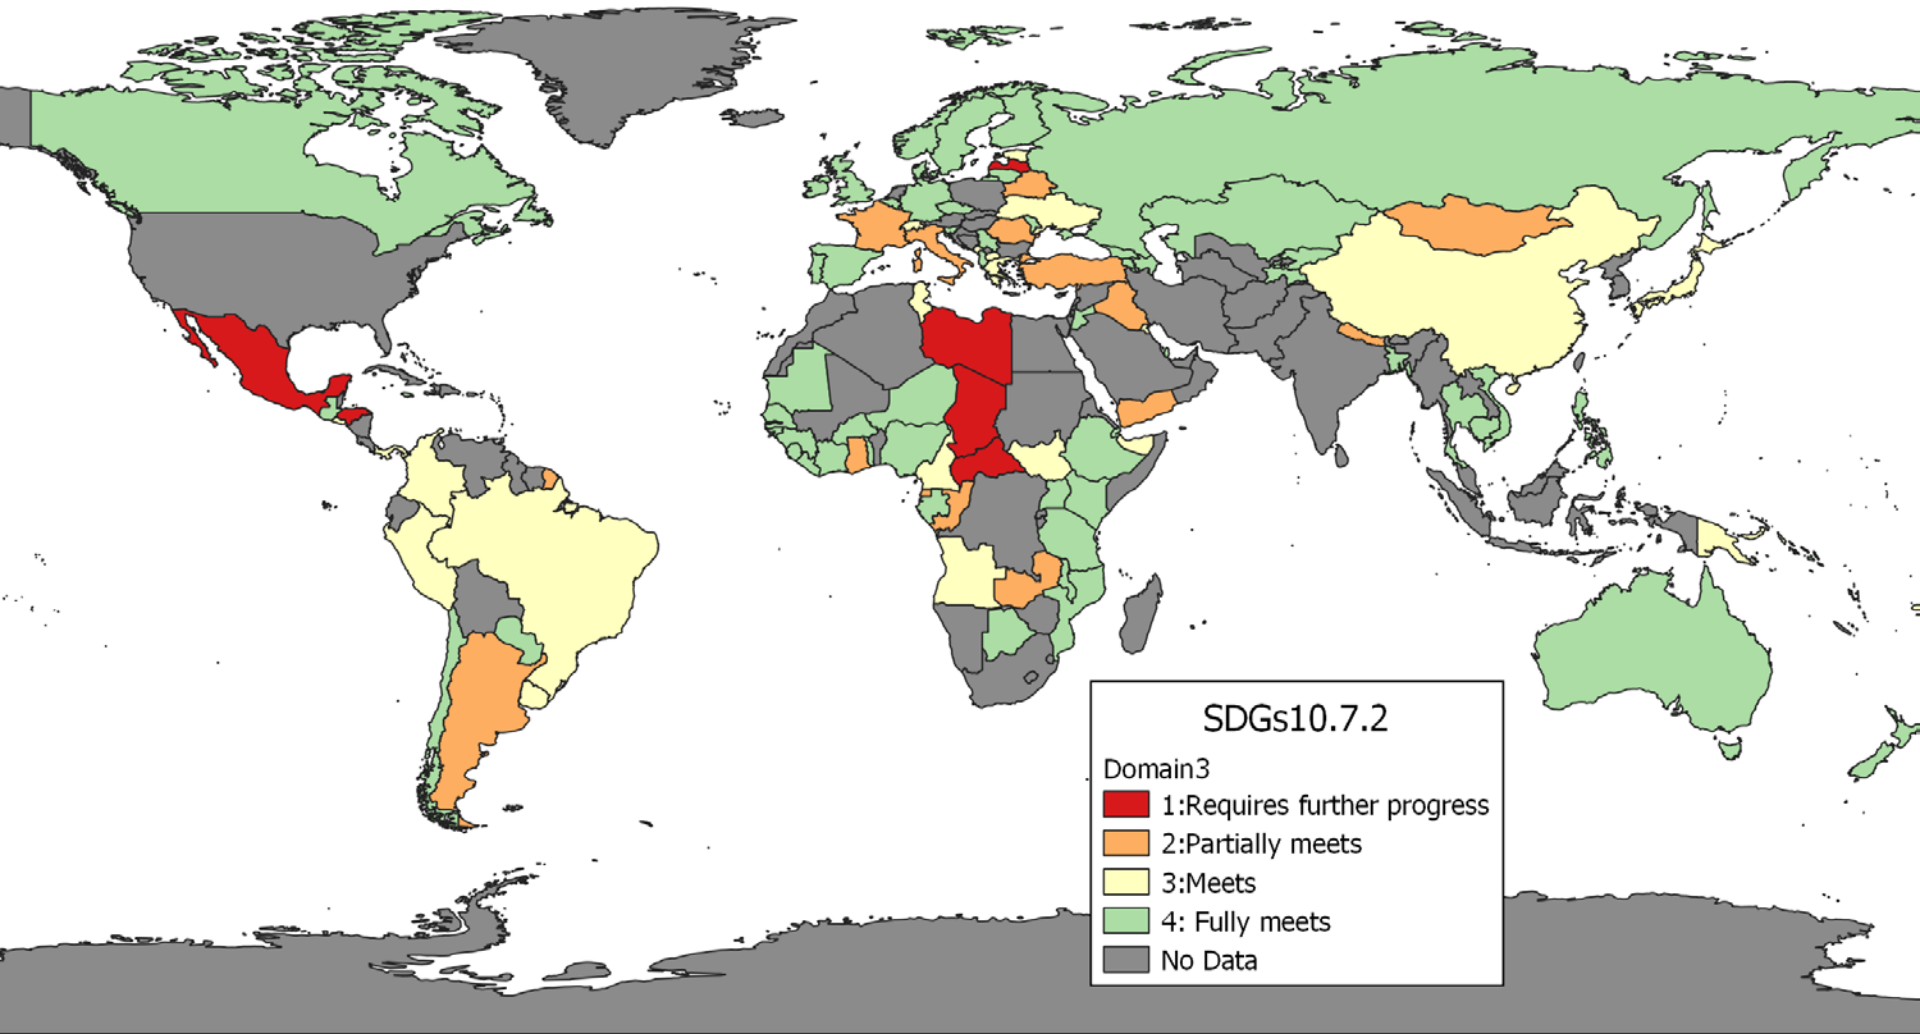 SDGs10.7.2
Domain3
1:Requires further progress
2:Partially meets
3:Meets
4: Fully meets
No Data